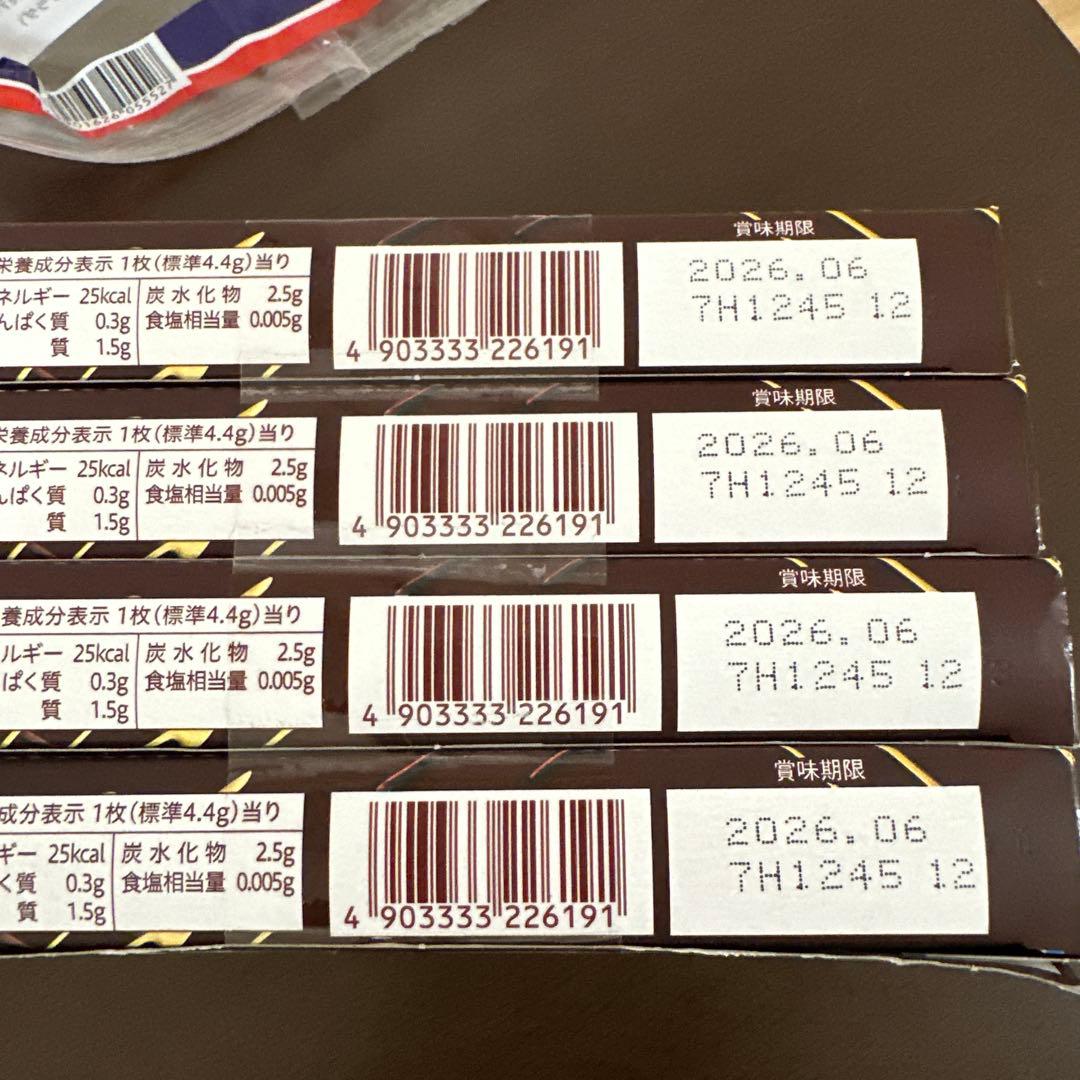 賞味期限
栄養成分表示 1枚(標準4.4g)当り
ネルギー 25kcal 炭水化物 2.5g
んぱく質 0.3g 食塩相当量 0.005g
質 1.5g
4 903333 226191
2026.06
7H1245 12
賞味期限
栄養成分表示 1枚(標準4.4g)当り
ネルギー 25kcal 炭水化物 2.5g
んぱく質 0.3g 食塩相当量 0.005g
質 1.5g
4 903333 226191
2026.06
7H1245 12
賞味期限
養成分表示 1枚(標準4.4g)当り
ルギー 25kcal 炭水化物 2.5g
ぱく質 0.3g 食塩相当量 0.005g
質 1.5g
4 903333 226191
2026.06
7H1245 12
賞味期限
成分表示 1枚(標準4.4g)当り
ギー 25kcal 炭水化物 2.5g
く質 0.3g 食塩相当量 0.005g
質 1.5g
4 903333 226191
2026.06
7H1245 12